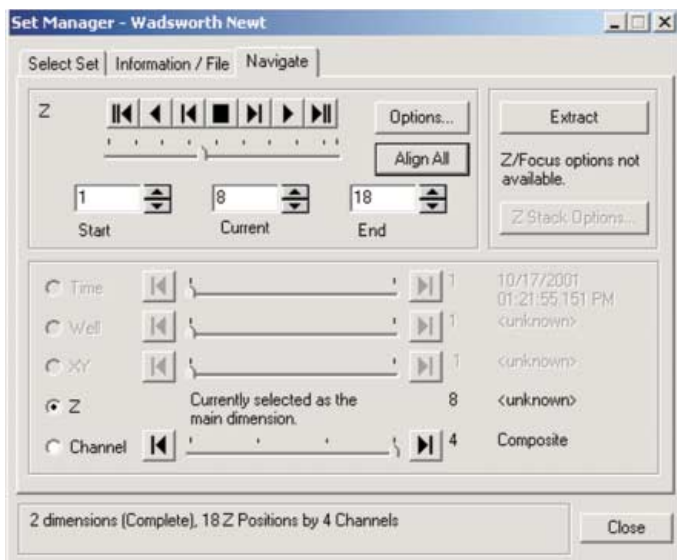 Set Manager - Wadsworth Newt
Select Set Information / File Navigate
Z
Options...
Extract
Align All
Z/Focus options not
available.
1 8 18
Z Stack Options...
Start Current End
Time 1 10/17/2001
01:21:55.151 PM
Well 1 <unknown>
XY 1 <unknown>
Z Currently selected as the 8 <unknown>
main dimension.
Channel 4 Composite
2 dimensions (Complete), 18 Z Positions by 4 Channels
Close